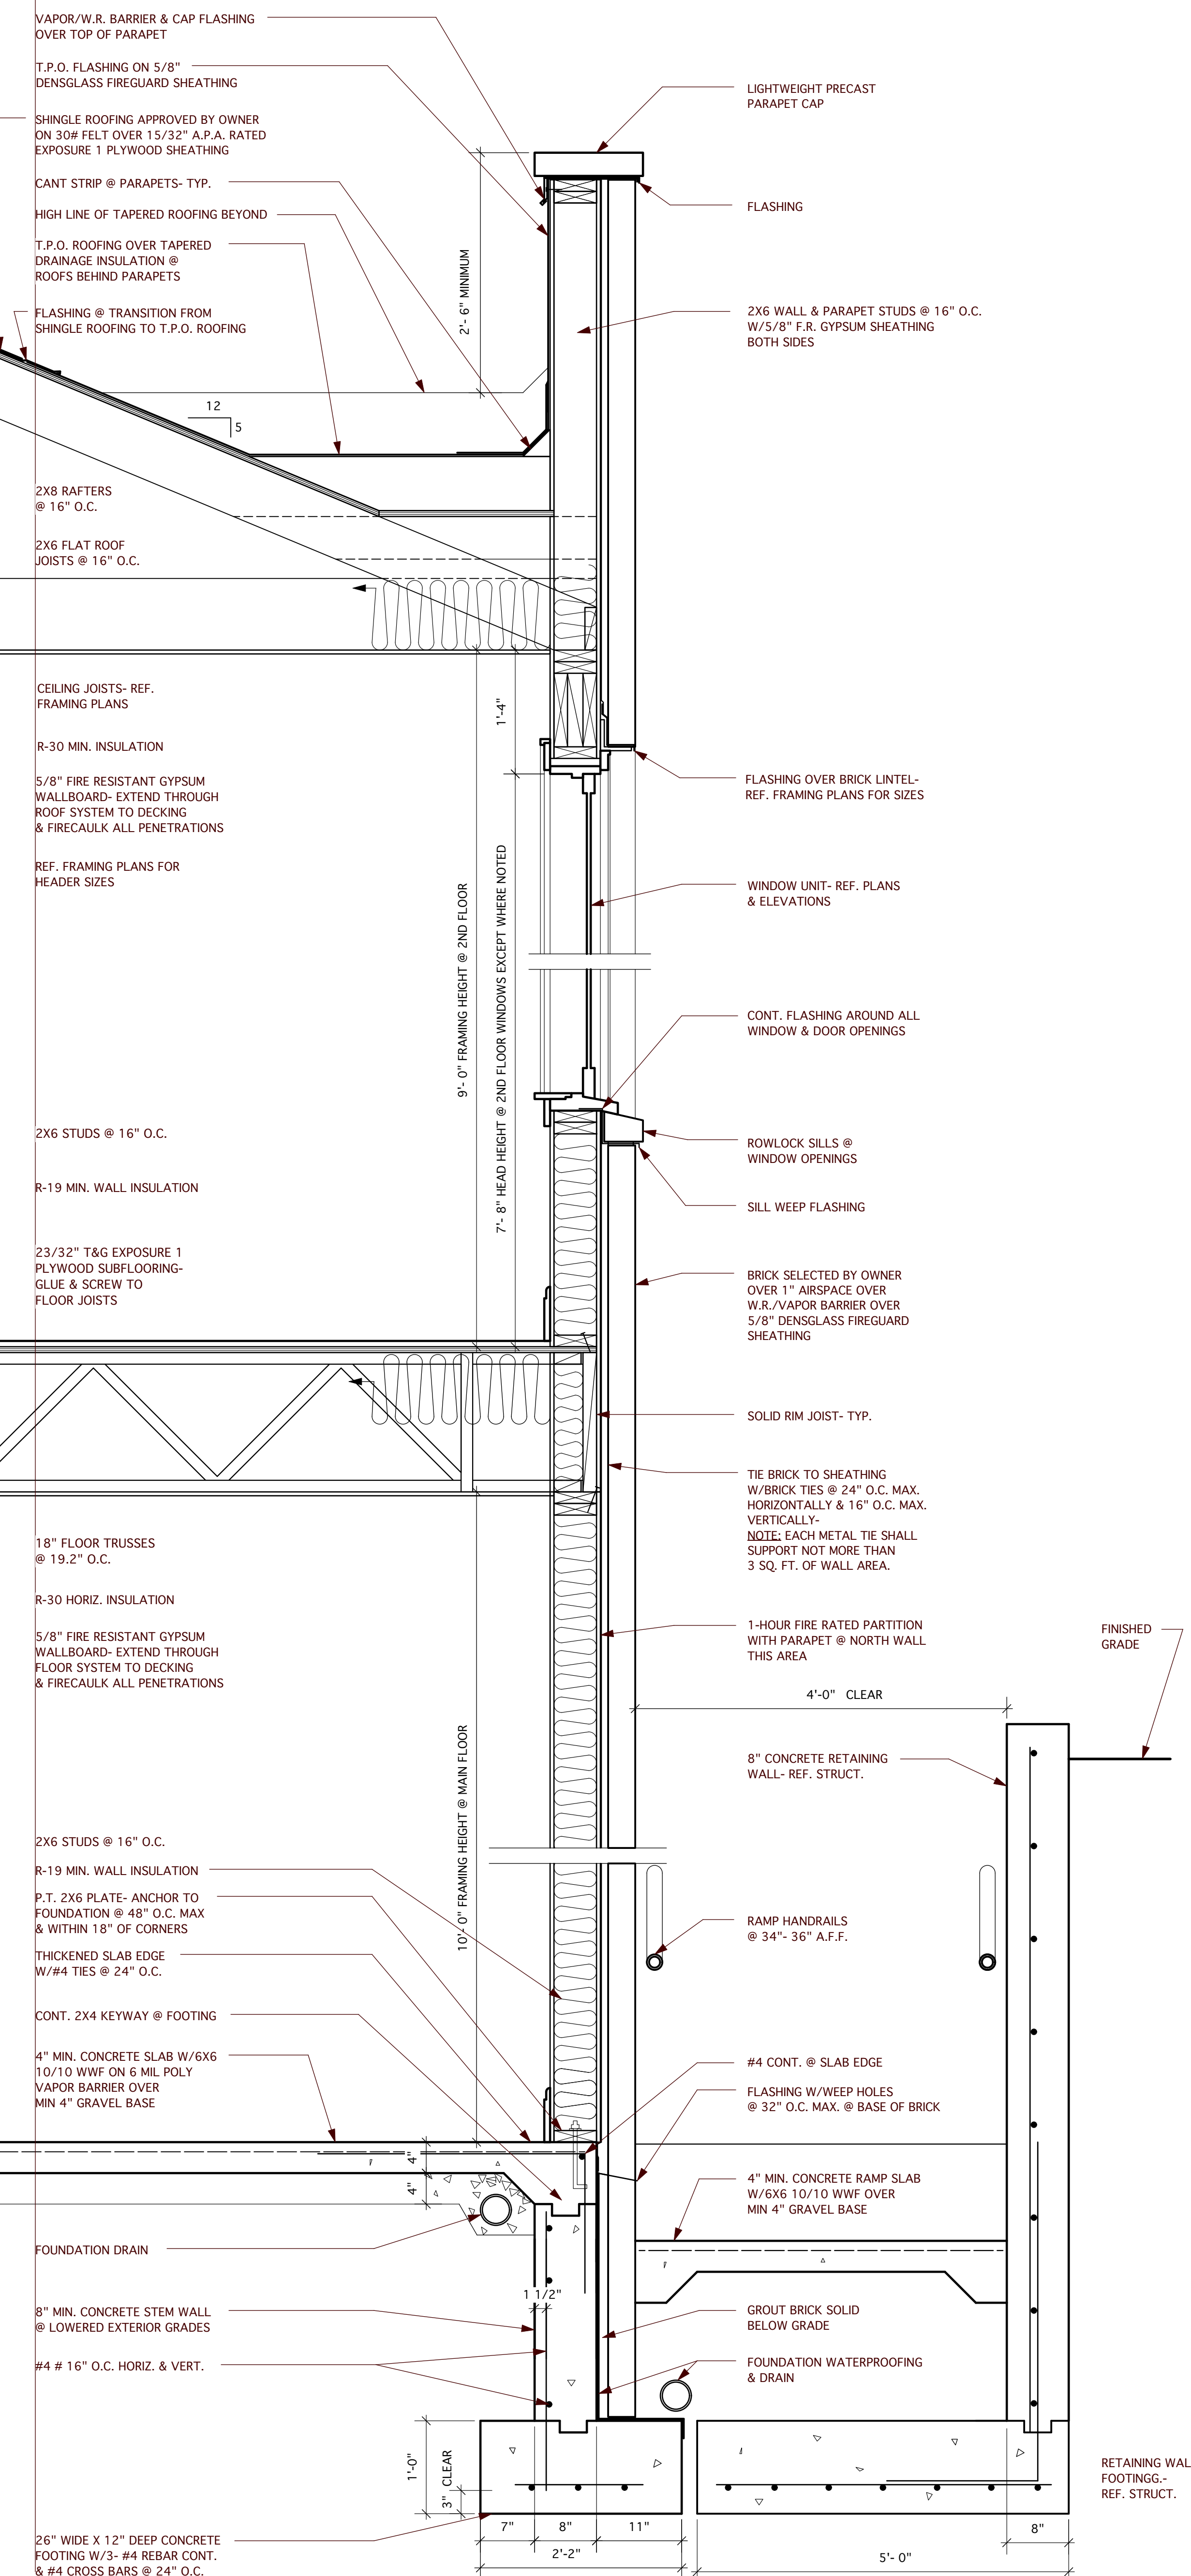 VAPOR/W.R. BARRIER & CAP FLASHING
OVER TOP OF PARAPET
T.P.O. FLASHING ON 5/8"
DENSGLASS FIREGUARD SHEATHING
SHINGLE ROOFING APPROVED BY OWNER
ON 30# FELT OVER 15/32" A.P.A. RATED
EXPOSURE 1 PLYWOOD SHEATHING
CANT STRIP @ PARAPETS- TYP.
HIGH LINE OF TAPERED ROOFING BEYOND
T.P.O. ROOFING OVER TAPERED
DRAINAGE INSULATION @
ROOFS BEHIND PARAPETS
FLASHING @ TRANSITION FROM
SHINGLE ROOFING TO T.P.O. ROOFING
12
5
2X8 RAFTERS
@ 16" O.C.
2X6 FLAT ROOF
JOISTS @ 16" O.C.
CEILING JOISTS- REF.
FRAMING PLANS
R-30 MIN. INSULATION
5/8" FIRE RESISTANT GYPSUM
WALLBOARD- EXTEND THROUGH
ROOF SYSTEM TO DECKING
& FIRECAULK ALL PENETRATIONS
REF. FRAMING PLANS FOR
HEADER SIZES
2X6 STUDS @ 16" O.C.
R-19 MIN. WALL INSULATION
23/32" T&G EXPOSURE 1
PLYWOOD SUBFLOORING-
GLUE & SCREW TO
FLOOR JOISTS
18" FLOOR TRUSSES
@ 19.2" O.C.
R-30 HORIZ. INSULATION
5/8" FIRE RESISTANT GYPSUM
WALLBOARD- EXTEND THROUGH
FLOOR SYSTEM TO DECKING
& FIRECAULK ALL PENETRATIONS
2X6 STUDS @ 16" O.C.
R-19 MIN. WALL INSULATION
P.T. 2X6 PLATE- ANCHOR TO
FOUNDATION @ 48" O.C. MAX
& WITHIN 18" OF CORNERS
THICKENED SLAB EDGE
W/#4 TIES @ 24" O.C.
CONT. 2X4 KEYWAY @ FOOTING
4" MIN. CONCRETE SLAB W/6X6
10/10 WWF ON 6 MIL POLY
VAPOR BARRIER OVER
MIN 4" GRAVEL BASE
FOUNDATION DRAIN
8" MIN. CONCRETE STEM WALL
@ LOWERED EXTERIOR GRADES
#4 # 16" O.C. HORIZ. & VERT.
26" WIDE X 12" DEEP CONCRETE
FOOTING W/3- #4 REBAR CONT.
& #4 CROSS BARS @ 24" O.C.
2'- 6" MINIMUM
1'-4"
9'- 0" FRAMING HEIGHT @ 2ND FLOOR
7'- 8" HEAD HEIGHT @ 2ND FLOOR WINDOWS EXCEPT WHERE NOTED
10'- 0" FRAMING HEIGHT @ MAIN FLOOR
4"
4"
1 1/2"
1'-0"
3" CLEAR
7"
8"
11"
2'-2"
LIGHTWEIGHT PRECAST
PARAPET CAP
FLASHING
2X6 WALL & PARAPET STUDS @ 16" O.C.
W/5/8" F.R. GYPSUM SHEATHING
BOTH SIDES
FLASHING OVER BRICK LINTEL-
REF. FRAMING PLANS FOR SIZES
WINDOW UNIT- REF. PLANS
& ELEVATIONS
CONT. FLASHING AROUND ALL
WINDOW & DOOR OPENINGS
ROWLOCK SILLS @
WINDOW OPENINGS
SILL WEEP FLASHING
BRICK SELECTED BY OWNER
OVER 1" AIRSPACE OVER
W.R./VAPOR BARRIER OVER
5/8" DENSGLASS FIREGUARD
SHEATHING
SOLID RIM JOIST- TYP.
TIE BRICK TO SHEATHING
W/BRICK TIES @ 24" O.C. MAX.
HORIZONTALLY & 16" O.C. MAX.
VERTICALLY-
NOTE: EACH METAL TIE SHALL
SUPPORT NOT MORE THAN
3 SQ. FT. OF WALL AREA.
1-HOUR FIRE RATED PARTITION
WITH PARAPET @ NORTH WALL
THIS AREA
FINISHED
GRADE
4'-0" CLEAR
8" CONCRETE RETAINING
WALL- REF. STRUCT.
RAMP HANDRAILS
@ 34"- 36" A.F.F.
#4 CONT. @ SLAB EDGE
FLASHING W/WEEP HOLES
@ 32" O.C. MAX. @ BASE OF BRICK
4" MIN. CONCRETE RAMP SLAB
W/6X6 10/10 WWF OVER
MIN 4" GRAVEL BASE
GROUT BRICK SOLID
BELOW GRADE
FOUNDATION WATERPROOFING
& DRAIN
RETAINING WAL
FOOTINGG.-
REF. STRUCT.
8"
5'- 0"